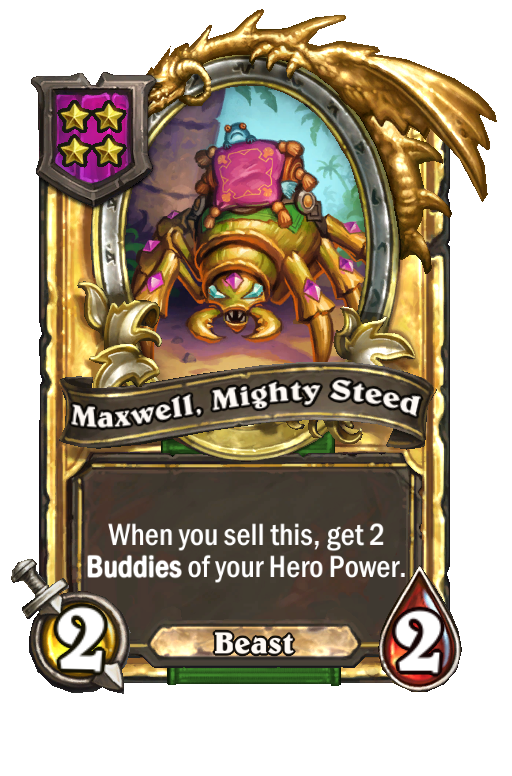 Maxwell, Mighty Steed
When you sell this, get 2
Buddies of your Hero Power.
2
Beast
2